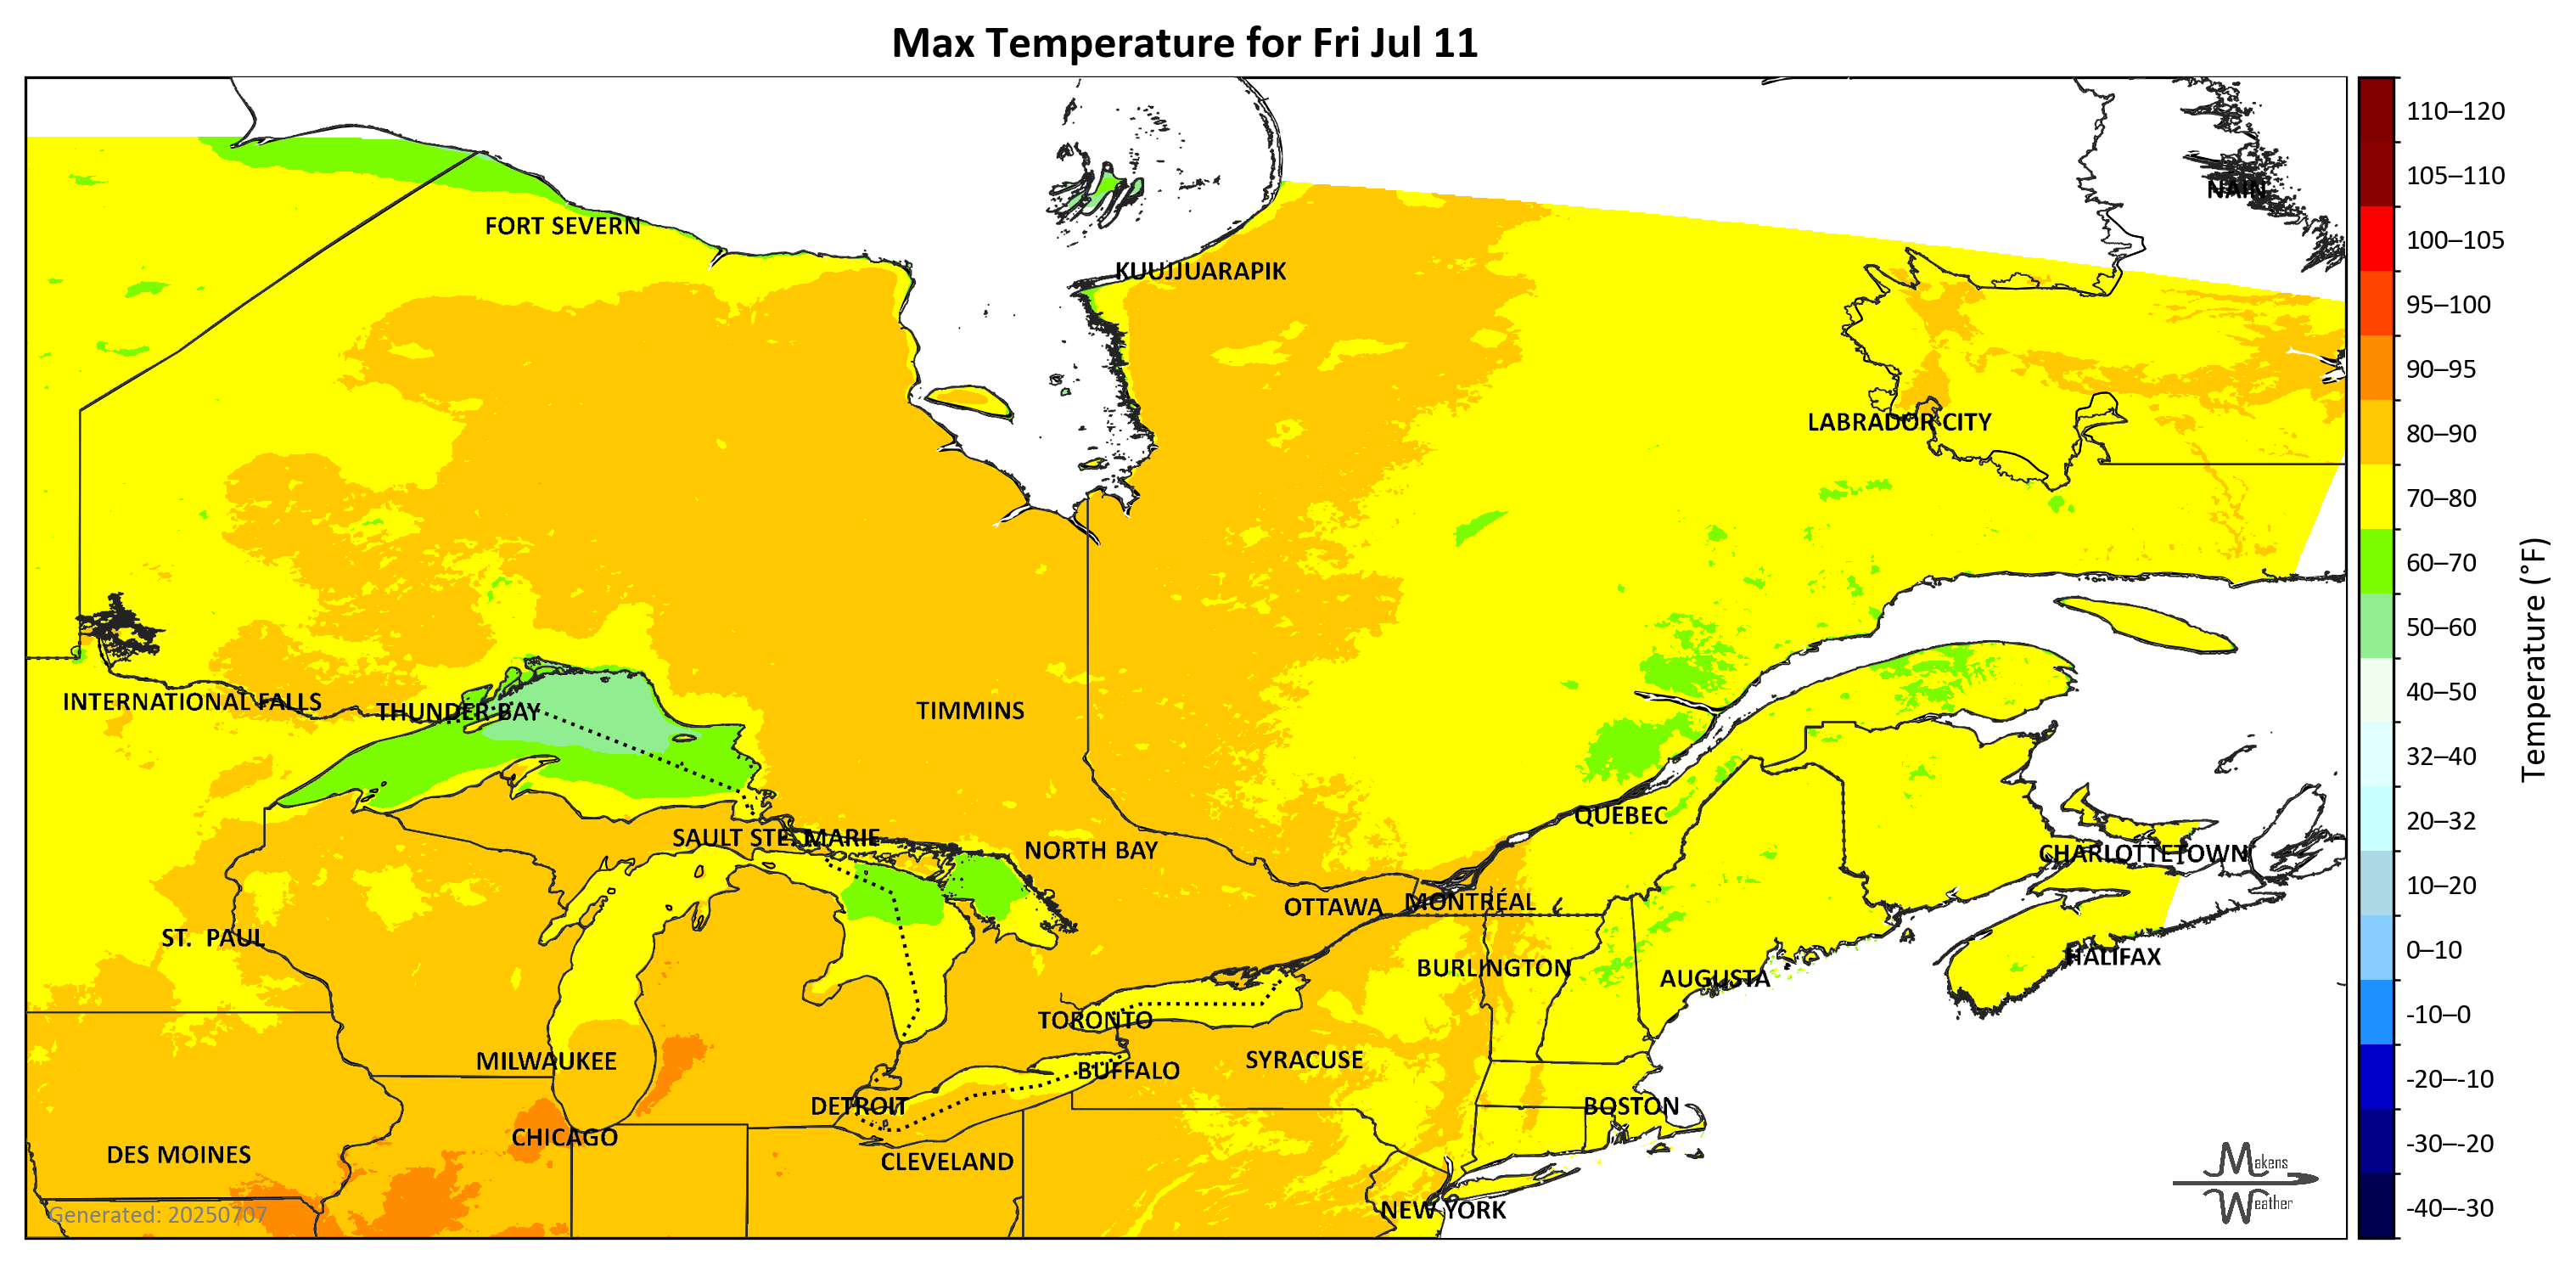 Max Temperature for Fri Jul 11
NAIN
FORT SEVERN
KUUJJUARAPIK
LABRADOR CITY
INTERNATIONAL FALLS
THUNDER BAY
TIMMINS
QUEBEC
SAULT STE. MARIE
NORTH BAY
CHARLOTTETOWN
OTTAWA
MONTRÉAL
ST. PAUL
HALIFAX
BURLINGTON
AUGUSTA
TORONTO
MILWAUKEE
SYRACUSE
BUFFALO
DETROIT
BOSTON
CHICAGO
DES MOINES
CLEVELAND
NEW YORK
Generated: 20250707
Makens
Weather
110–120
105–110
100–105
95–100
90–95
80–90
70–80
60–70
50–60
40–50
32–40
20–32
10–20
0–10
-10–0
-20–-10
-30–-20
-40–-30
Temperature (°F)